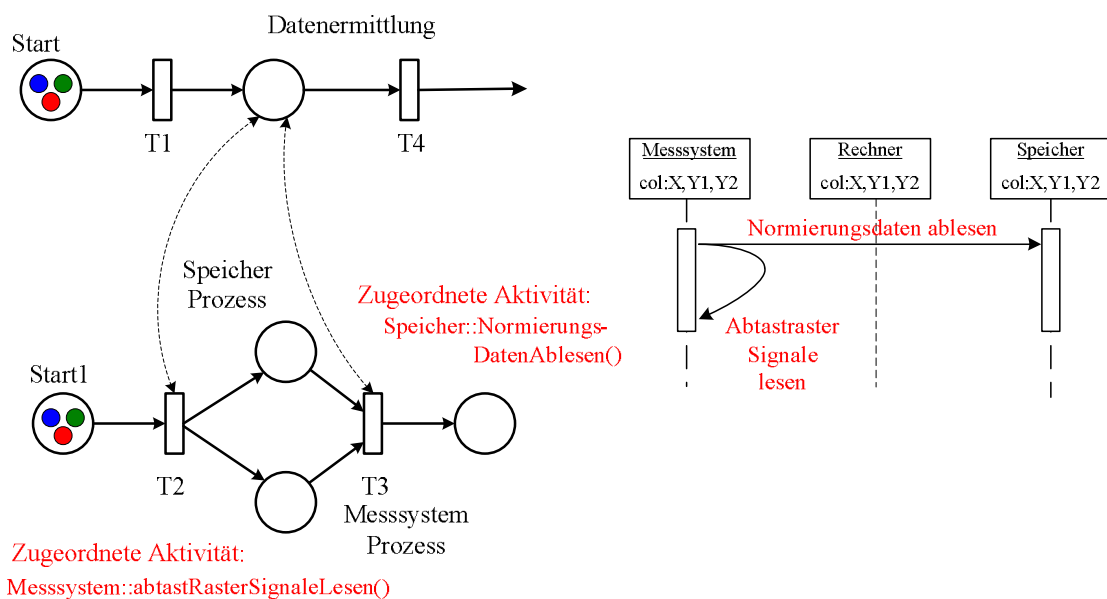 Datenermittlung
Start
T1
T4
Messsystem
col:X,Y1,Y2
Rechner
col:X,Y1,Y2
Speicher
col:X,Y1,Y2
Normierungsdaten ablesen
Abtastraster
Signale
lesen
Speicher
Prozess
Zugeordnete Aktivität:
Speicher::Normierungs-
DatenAblesen()
Start1
T2
T3
Messsystem
Prozess
Zugeordnete Aktivität:
Messsystem::abtastRasterSignaleLesen()